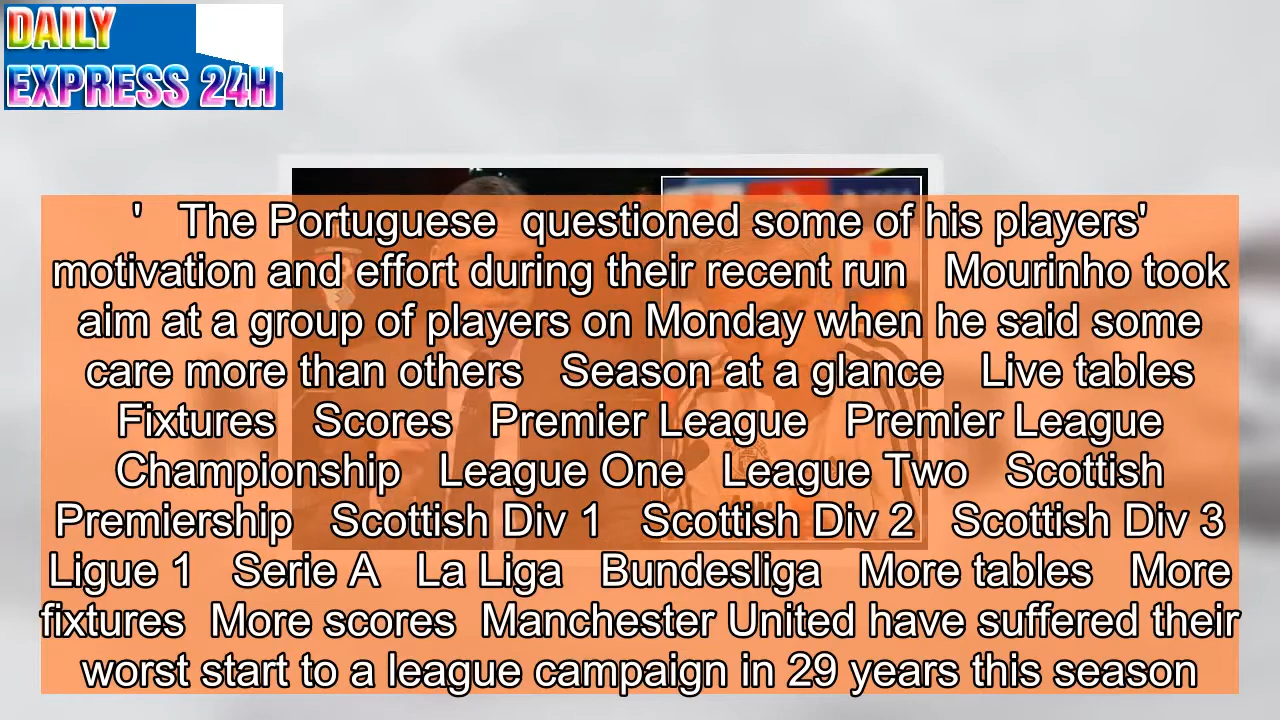 DAILY
EXPRESS 24H
' The Portuguese questioned some of his players'
motivation and effort during their recent run Mourinho took
aim at a group of players on Monday when he said some
care more than others Season at a glance Live tables
Fixtures Scores Premier League Premier League
Championship League One League Two Scottish
Premiership Scottish Div 1 Scottish Div 2 Scottish Div 3
Ligue 1 Serie A La Liga Bundesliga More tables More
fixtures More scores Manchester United have suffered their
worst start to a league campaign in 29 years this season